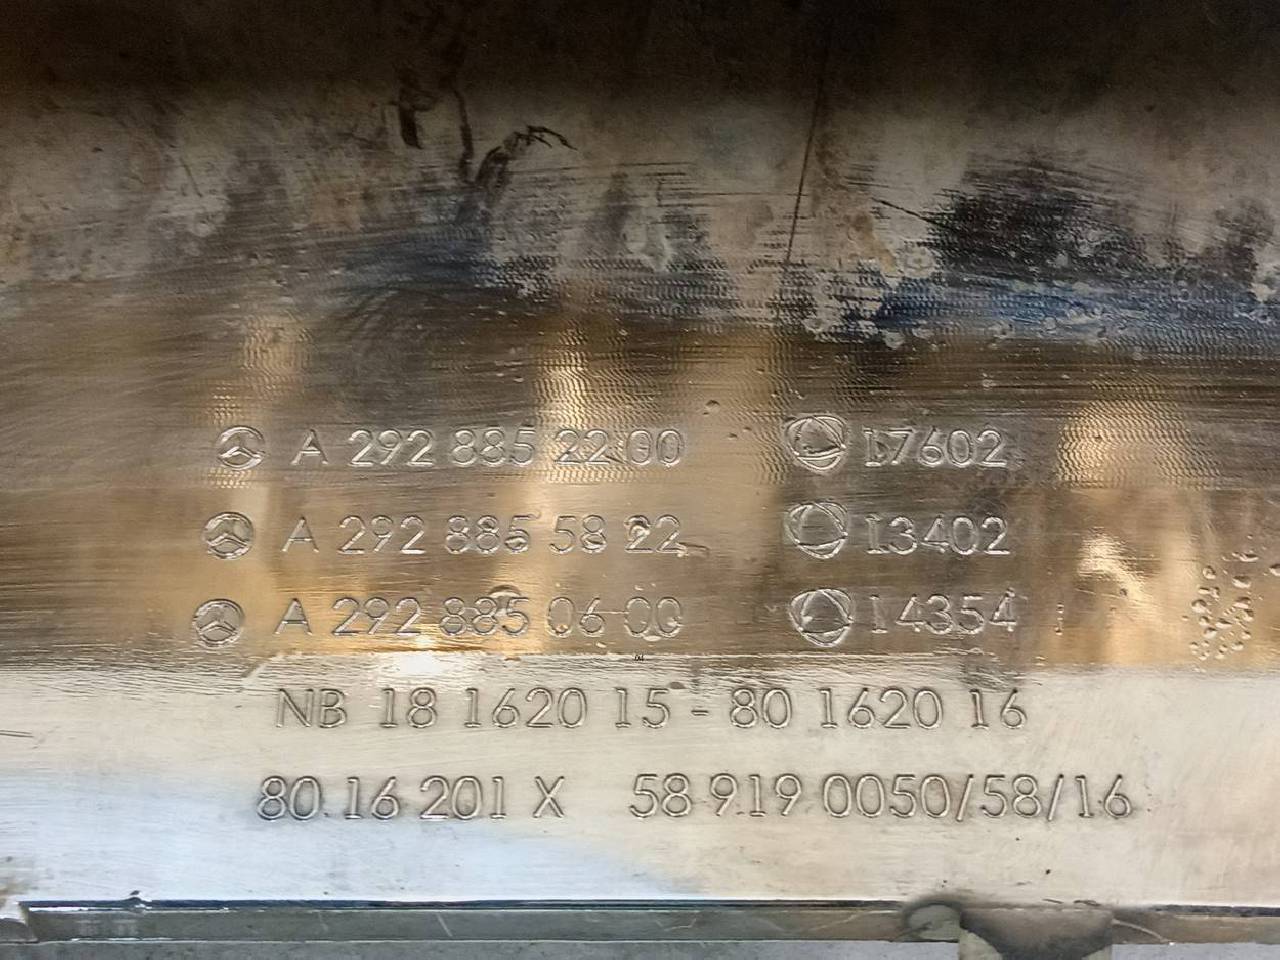 A 292 885 22 00 17602
A 292 885 58 22 13402
A 292 885 06 00 14354
NB 18 1620 15 - 80 1620 16
80 16 201 X 58 919 0050/58/16